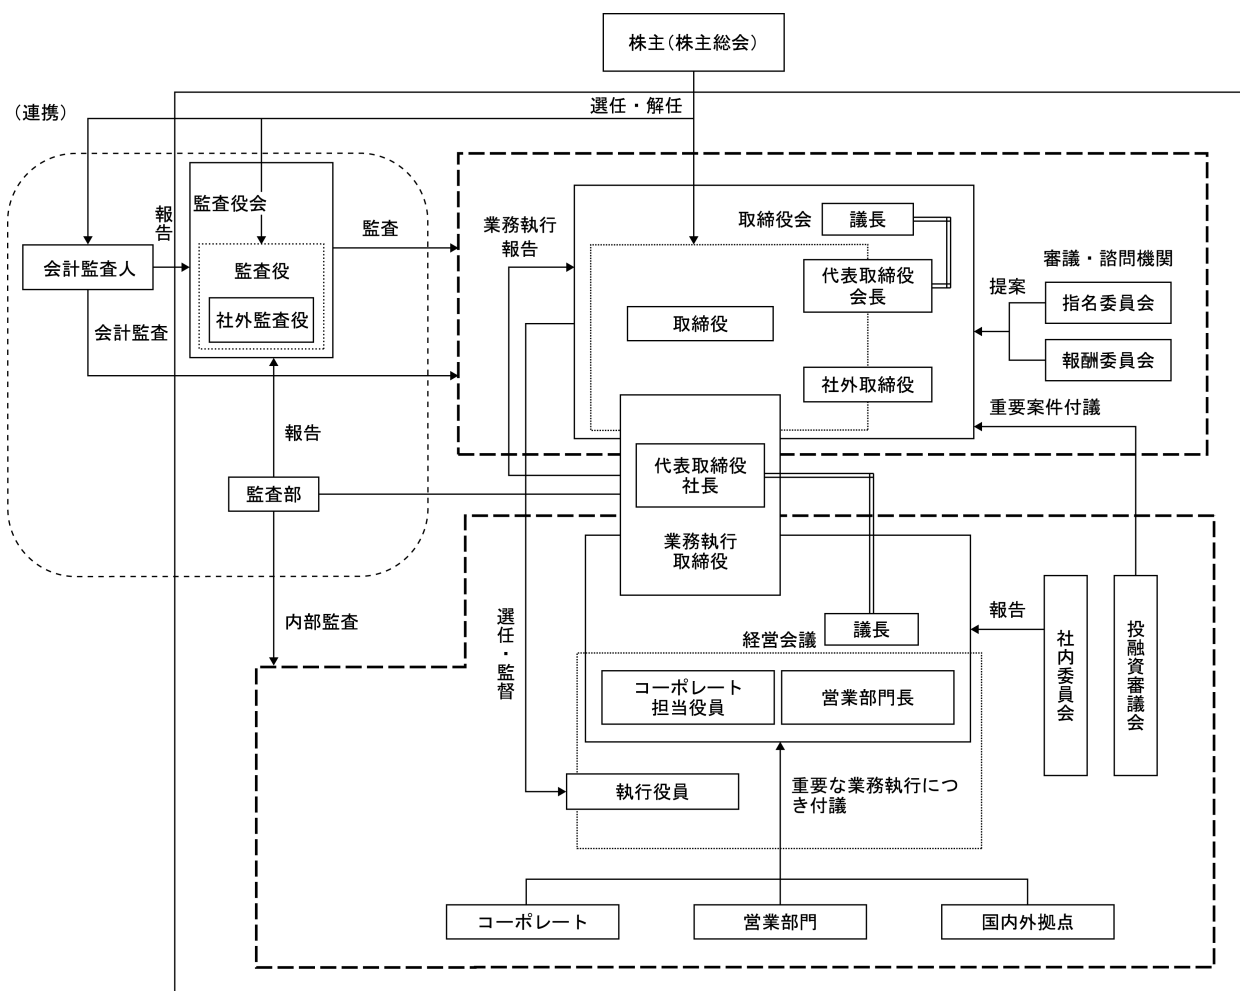 株主(株主総会)
(連携)
選任・解任
報告
監査役会
監査
業務執行
報告
取締役会
議長
会計監査人
監査役
社外監査役
代表取締役
会長
審議・諮問機関
提案
指名委員会
取締役
会計監査
報酬委員会
社外取締役
重要案件付議
報告
代表取締役
社長
監査部
業務執行
取締役
内部監査
選任・監督
経営会議
議長
報告
社内委員会
投融資審議会
コーポレート
担当役員
営業部門長
執行役員
重要な業務執行につ
き付議
コーポレート
営業部門
国内外拠点